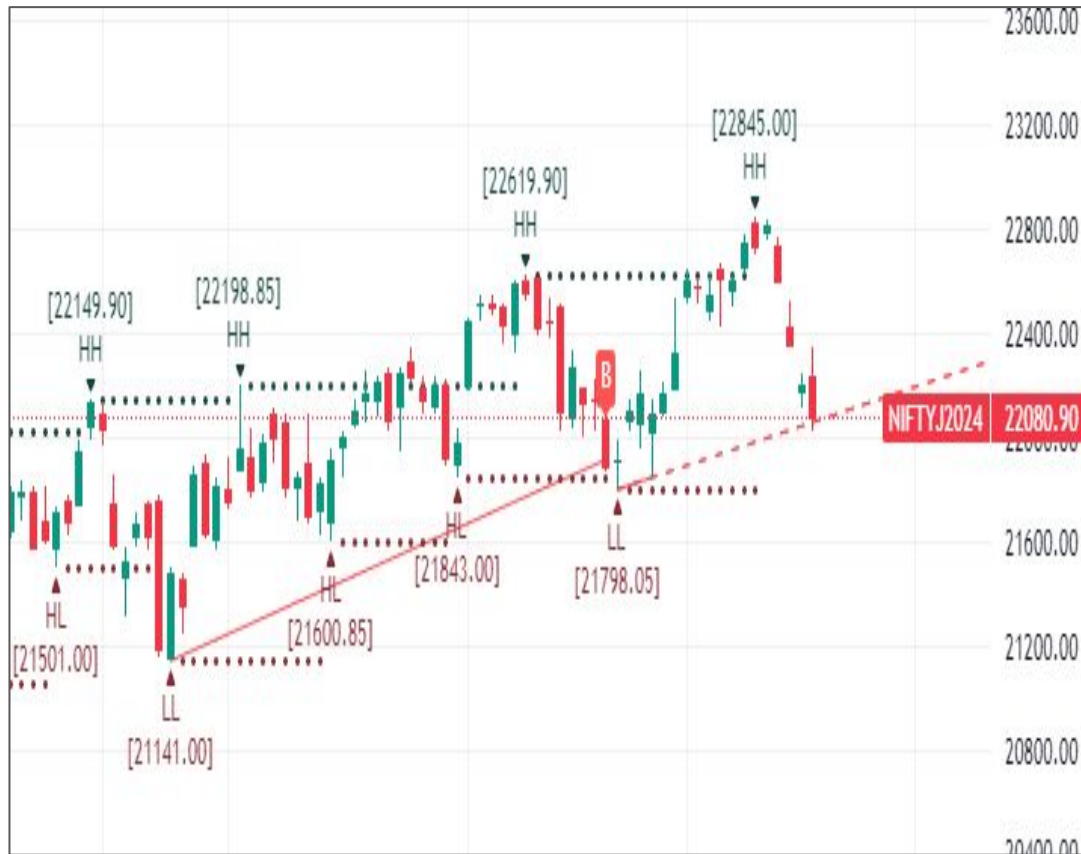 23600.00
23200.00
[22845.00]
HH
[22619.90]
HH
22800.00
[22149.90]
HH
[22198.85]
HH
22400.00
B
NIFTYJ2024 22080.90
HL
[21501.00]
HL
[21600.85]
HL
[21843.00]
LL
[21798.05]
21600.00
21200.00
LL
[21141.00]
20800.00